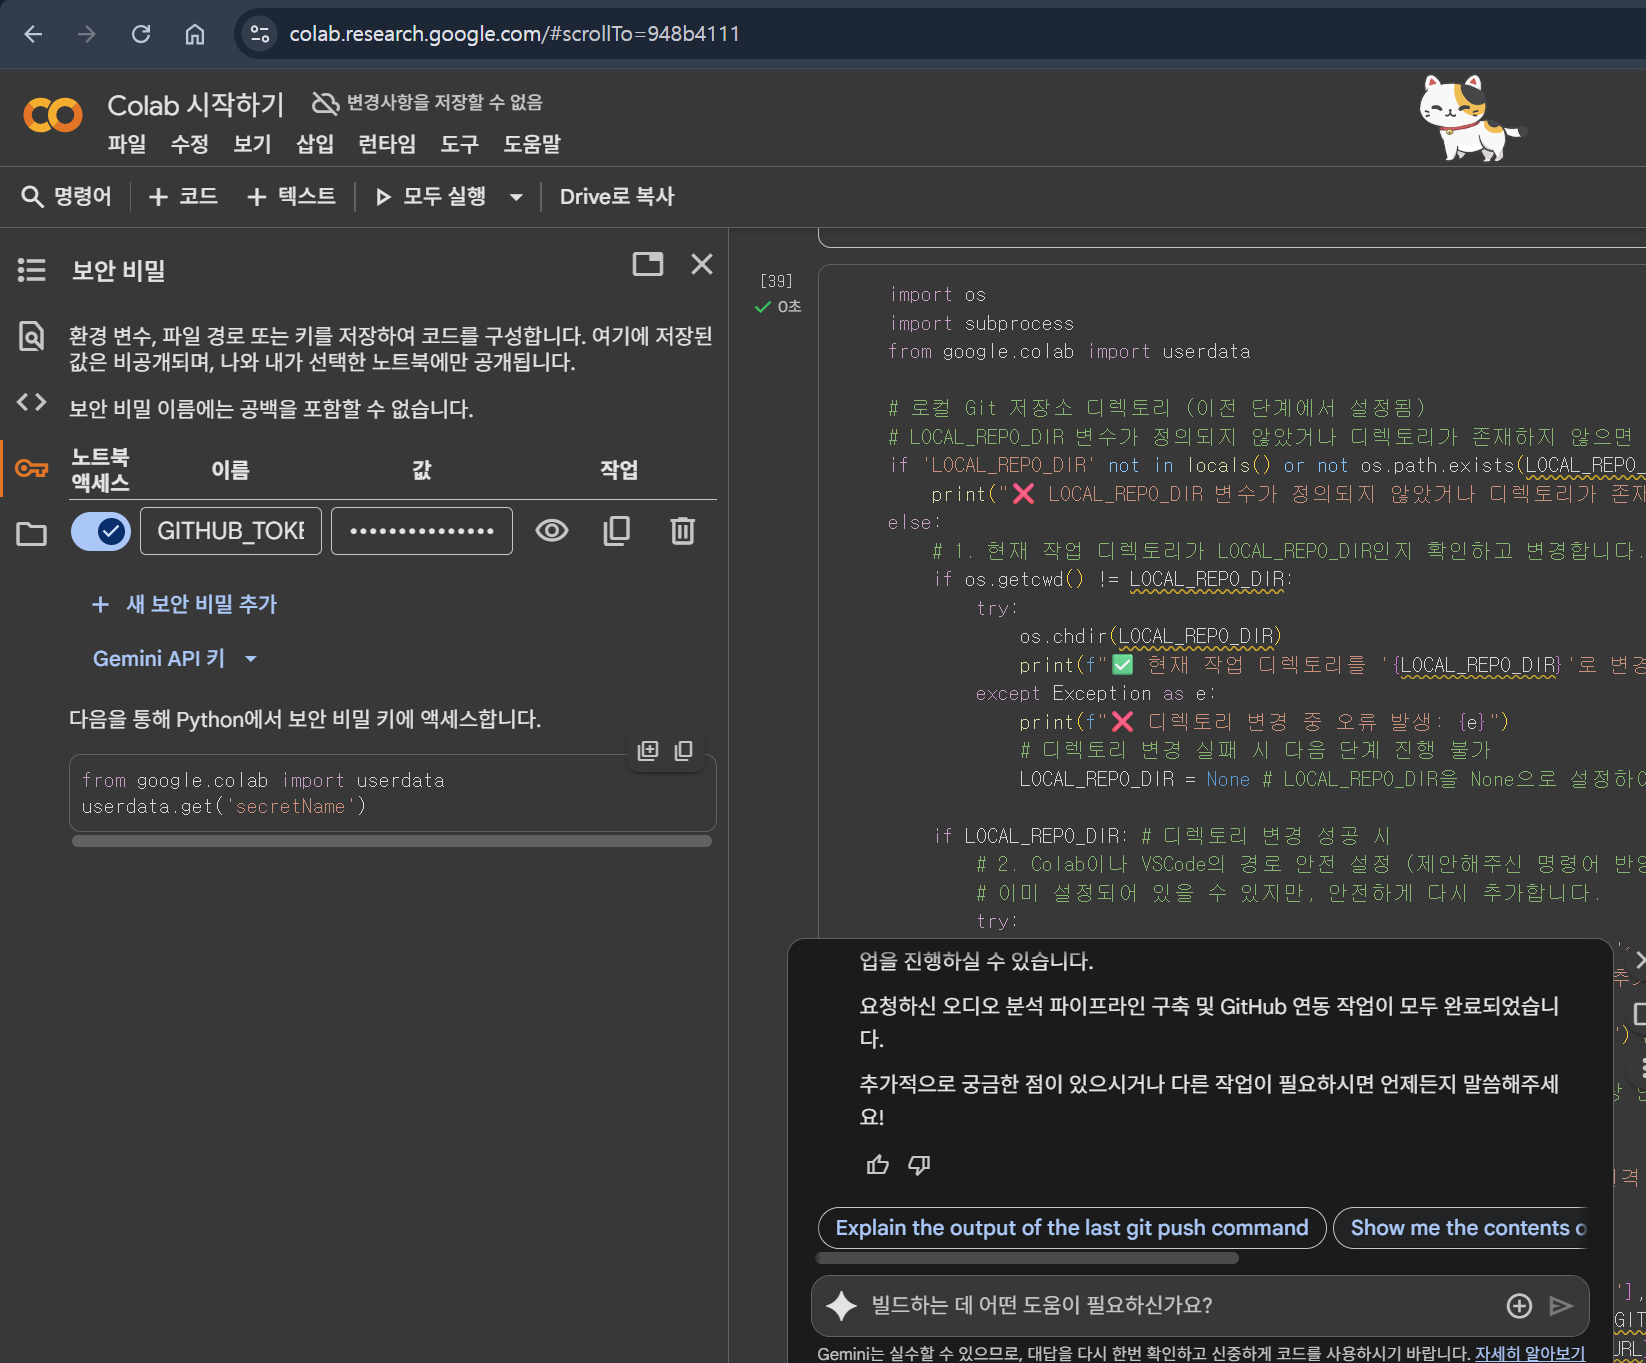 colab.research.google.com/#scrollTo=948b4111
Colab 시작하기 변경사항을 저장할 수 없음
파일 수정 보기 삽입 런타임 도구 도움말
명령어 + 코드 + 텍스트 모두 실행 Drive로 복사
보안 비밀
환경 변수, 파일 경로 또는 키를 저장하여 코드를 구성합니다. 여기에 저장된
값은 비공개되며, 나와 내가 선택한 노트북에만 공개됩니다.
보안 비밀 이름에는 공백을 포함할 수 없습니다.
노트북
액세스 이름 값 작업
GITHUB_TOKE ••••••••••••••
+ 새 보안 비밀 추가
Gemini API 키
다음을 통해 Python에서 보안 비밀 키에 액세스합니다.
from google.colab import userdata
userdata.get('secretName')
[39]
0초
import os
import subprocess
from google.colab import userdata
# 로컬 Git 저장소 디렉토리 (이전 단계에서 설정됨)
# LOCAL_REPO_DIR 변수가 정의되지 않았거나 디렉토리가 존재하지 않으면
if 'LOCAL_REPO_DIR' not in locals() or not os.path.exists(LOCAL_REPO_
print("❌ LOCAL_REPO_DIR 변수가 정의되지 않았거나 디렉토리가 존재
else:
# 1. 현재 작업 디렉토리가 LOCAL_REPO_DIR인지 확인하고 변경합니다.
if os.getcwd() != LOCAL_REPO_DIR:
try:
os.chdir(LOCAL_REPO_DIR)
print(f"✅ 현재 작업 디렉토리를 '{LOCAL_REPO_DIR}'로 변경
except Exception as e:
print(f"❌ 디렉토리 변경 중 오류 발생: {e}")
# 디렉토리 변경 실패 시 다음 단계 진행 불가
LOCAL_REPO_DIR = None # LOCAL_REPO_DIR을 None으로 설정하여
if LOCAL_REPO_DIR: # 디렉토리 변경 성공 시
# 2. Colab이나 VSCode의 경로 안전 설정 (제안해주신 명령어 반영
# 이미 설정되어 있을 수 있지만, 안전하게 다시 추가합니다.
try:
업을 진행하실 수 있습니다.
요청하신 오디오 분석 파이프라인 구축 및 GitHub 연동 작업이 모두 완료되었습니
다.
추가적으로 궁금한 점이 있으시거나 다른 작업이 필요하시면 언제든지 말씀해주세
요!
Explain the output of the last git push command Show me the contents o
빌드하는 데 어떤 도움이 필요하신가요?
Gemini는 실수할 수 있으므로, 대답을 다시 한번 확인하고 신중하게 코드를 사용하시기 바랍니다. 자세히 알아보기